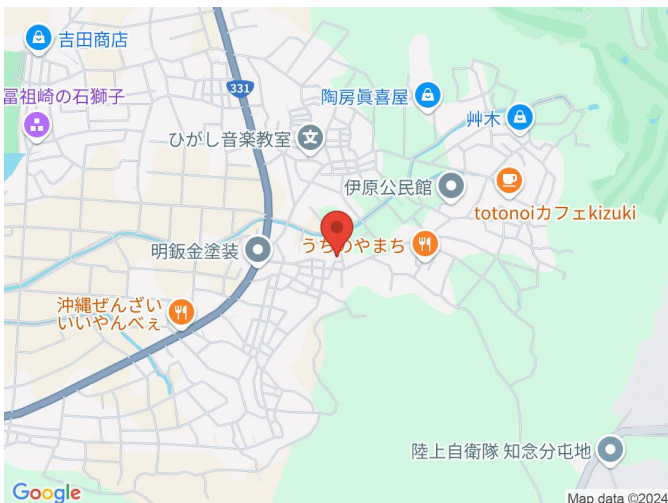 吉田商店
331
陶房眞喜屋
冨祖崎の石獅子
艸木
ひがし音楽教室
文
伊原公民館
totonoiカフェkizuki
明鈑金塗装
うちのやまち
沖縄ぜんざい
いいやんべぇ
陸上自衛隊 知念分屯地
Google
Map data ©2024